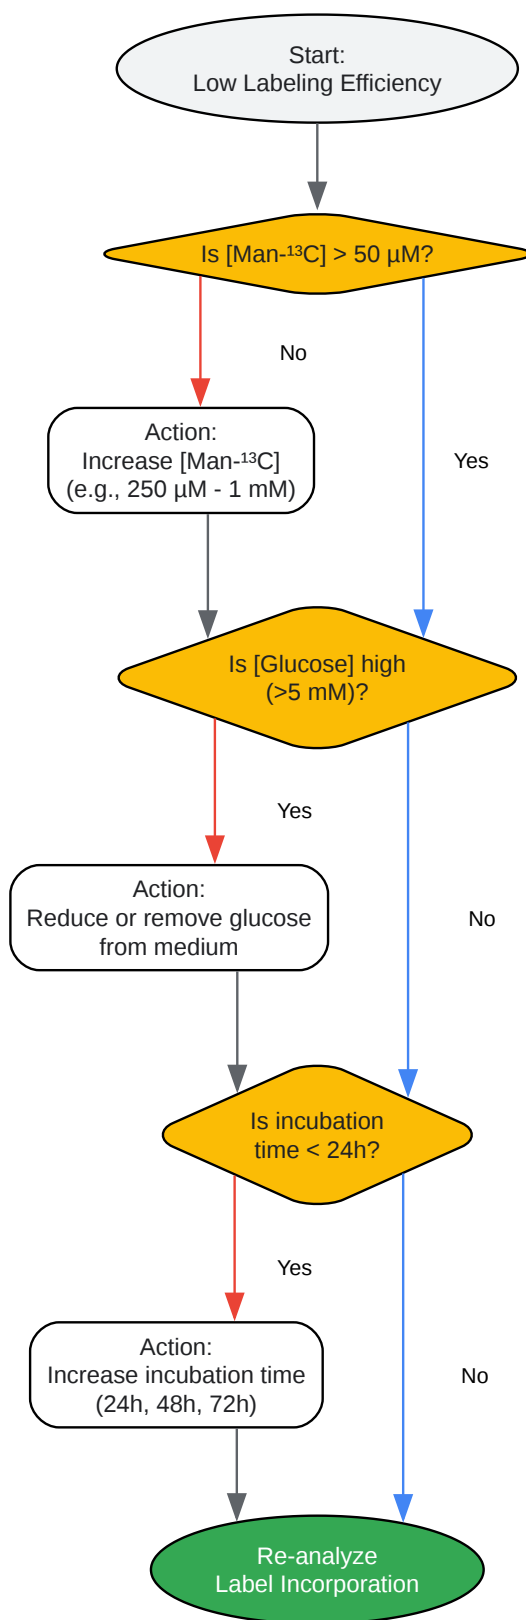 Start:
Low Labeling Efficiency
Is [Man-¹³C] > 50 µM?
No
Action:
Increase [Man-¹³C]
(e.g., 250 µM - 1 mM)
Yes
Is [Glucose] high
(>5 mM)?
Yes
Action:
Reduce or remove glucose
from medium
No
Is incubation
time < 24h?
Yes
Action:
Increase incubation time
(24h, 48h, 72h)
No
Re-analyze
Label Incorporation